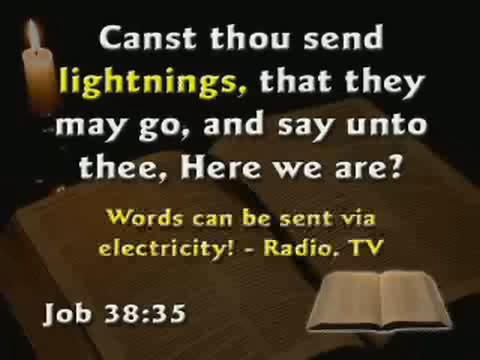 Canst thou send
lightnings, that they
may go, and say unto
thee, Here we are?
Words can be sent via
electricity! - Radio, TV
Job 38:35